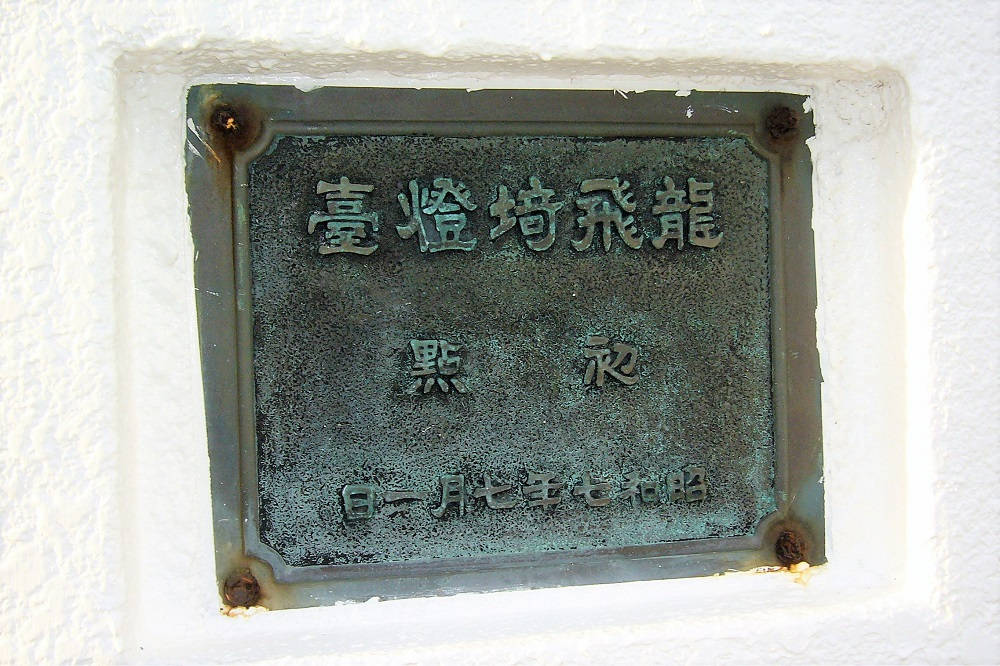 龍飛埼燈臺
初點
昭和七年七月一日